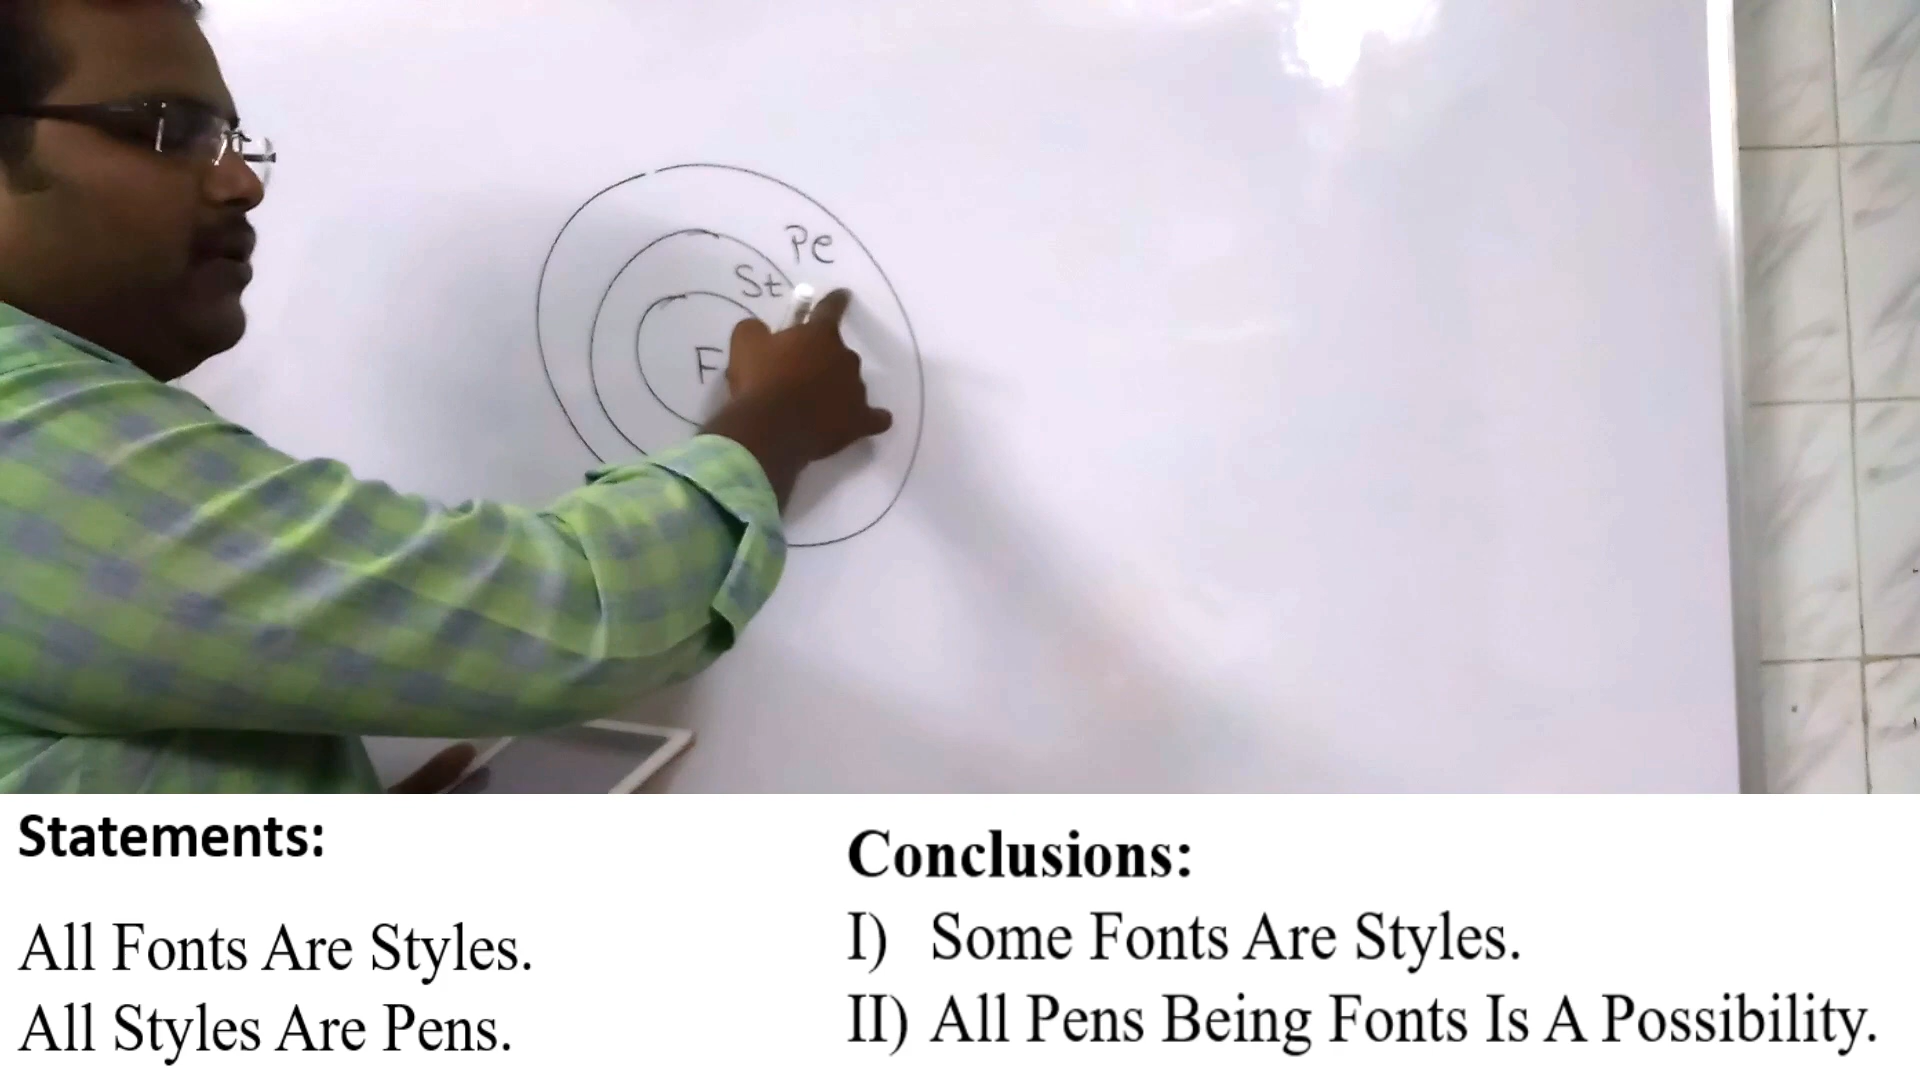 Pe
St
F
Statements:
All Fonts Are Styles.
All Styles Are Pens.
Conclusions:
I) Some Fonts Are Styles.
II) All Pens Being Fonts Is A Possibility.